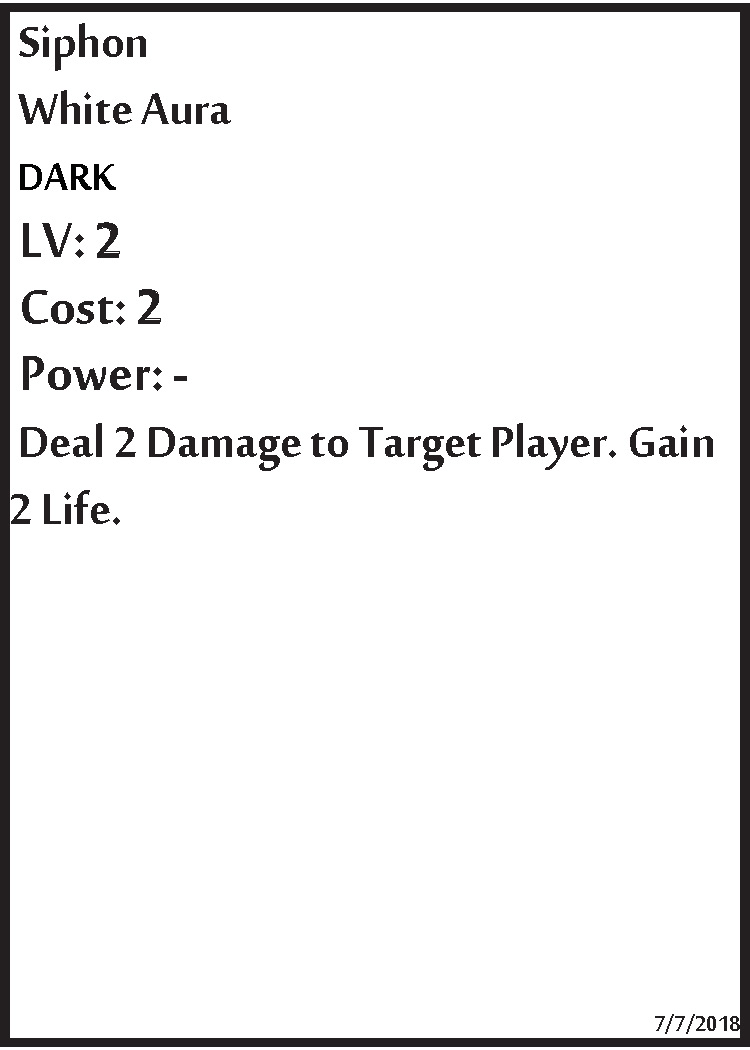 Siphon
White Aura
DARK
LV: 2
Cost: 2
Power: -
Deal 2 Damage to Target Player. Gain
2 Life.
7/7/2018